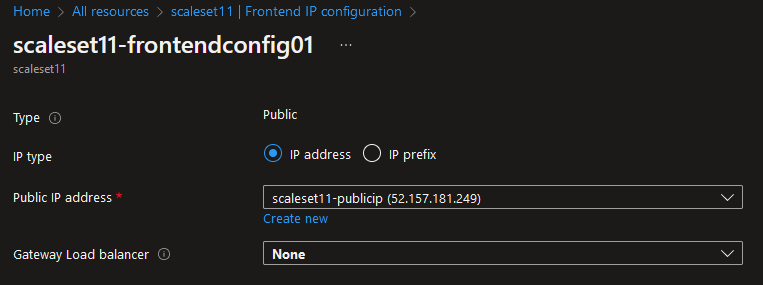 Home > All resources > scaleset11 | Frontend IP configuration >
scaleset11-frontendconfig01 ...
scaleset11
Type Public
IP type IP address IP prefix
Public IP address * scaleset11-publicip (52.157.181.249)
Create new
Gateway Load balancer None